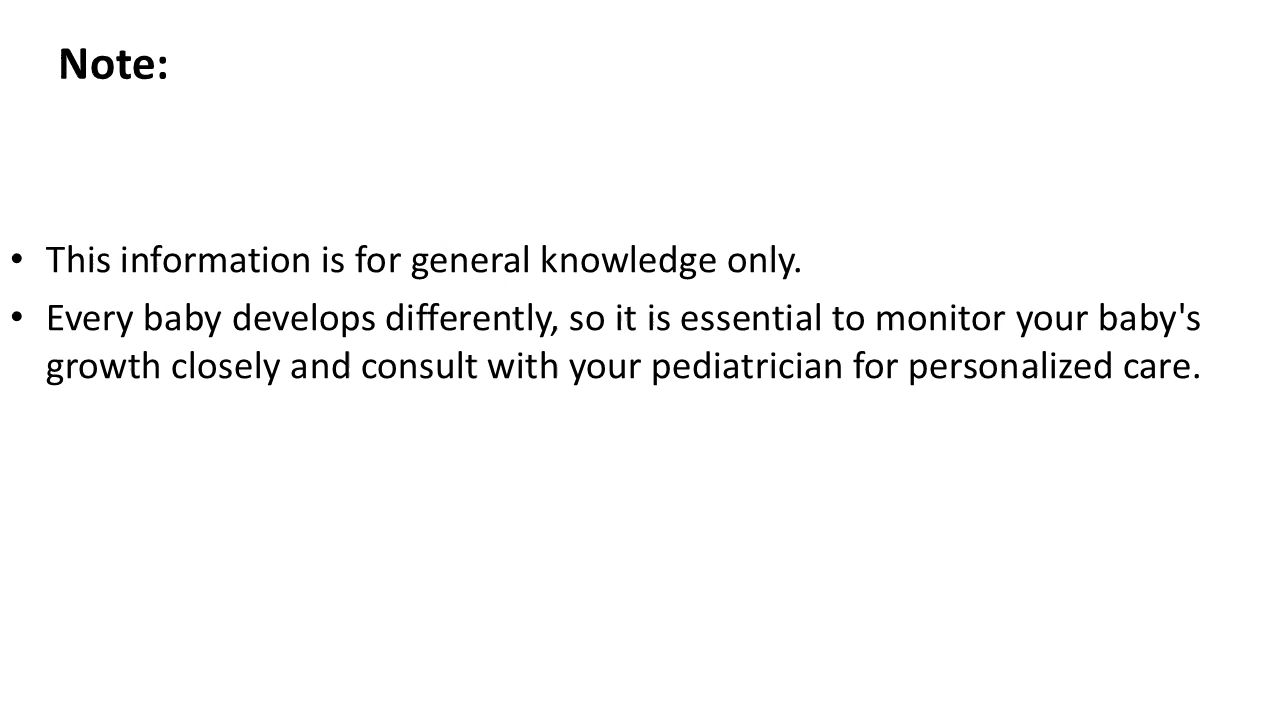 Note:
• This information is for general knowledge only.
• Every baby develops differently, so it is essential to monitor your baby's
growth closely and consult with your pediatrician for personalized care.